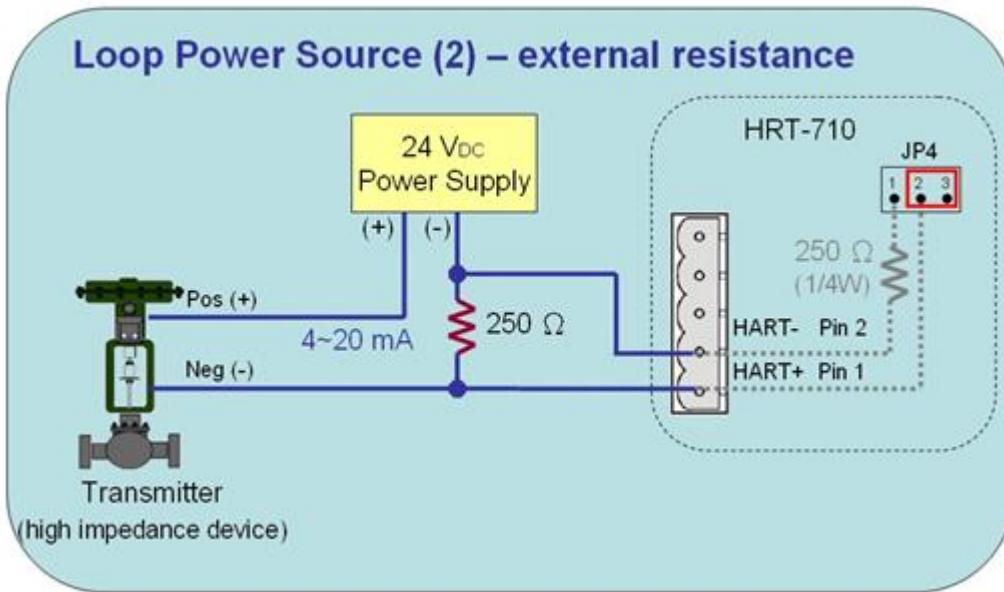 Loop Power Source (2) – external resistance
24 VDC
Power Supply
(+)
(-)
HRT-710
JP4
1 2 3
250 Ω
(1/4W)
Pos (+)
4~20 mA
250 Ω
HART- Pin 2
Neg (-)
HART+ Pin 1
Transmitter
(high impedance device)